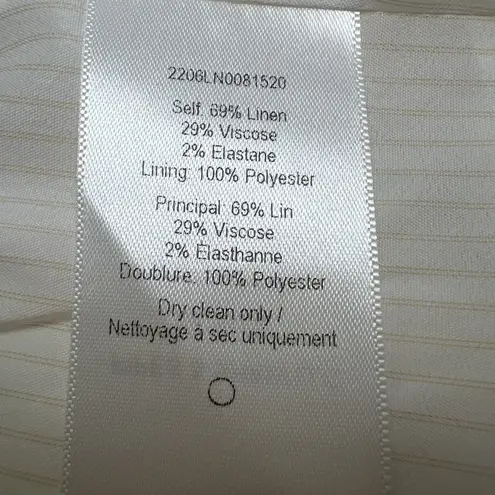 2206LN0081520
Self: 69% Linen
29% Viscose
2% Elastane
Lining: 100% Polyester
Principal: 69% Lin
29% Viscose
2% Élasthanne
Doublure: 100% Polyester
Dry clean only /
Nettoyage à sec uniquement